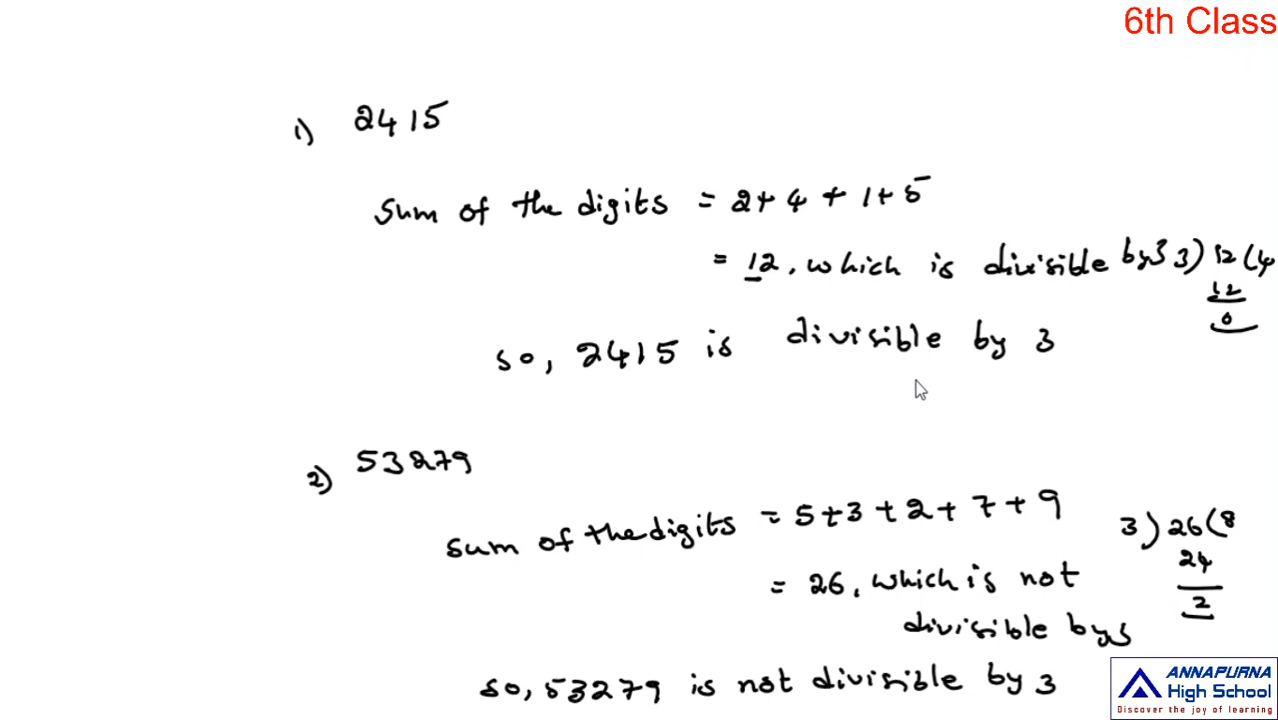 6th Class
1) 2415
sum of the digits = 2+ 4 + 1+ 5
= 12, which is divisible by 3 3) 12 (4
12
0
so, 2415 is divisible by 3
2) 53279
sum of the digits = 5+3 + 2 + 7 + 9 3) 26 (8
24
= 26, which is not
2
divisible by 3
so, 53279 is not divisible by 3
ANNAPURNA
High School
Discover the joy of learning